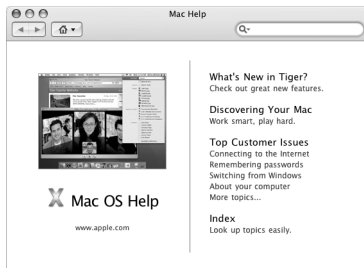 Mac Help
What's New in Tiger?
Check out great new features.
Discovering Your Mac
Work smart, play hard.
Top Customer Issues
Connecting to the Internet
Remembering passwords
Switching from Windows
About your computer
More topics...
Index
Look up topics easily.
Mac OS Help
www.apple.com